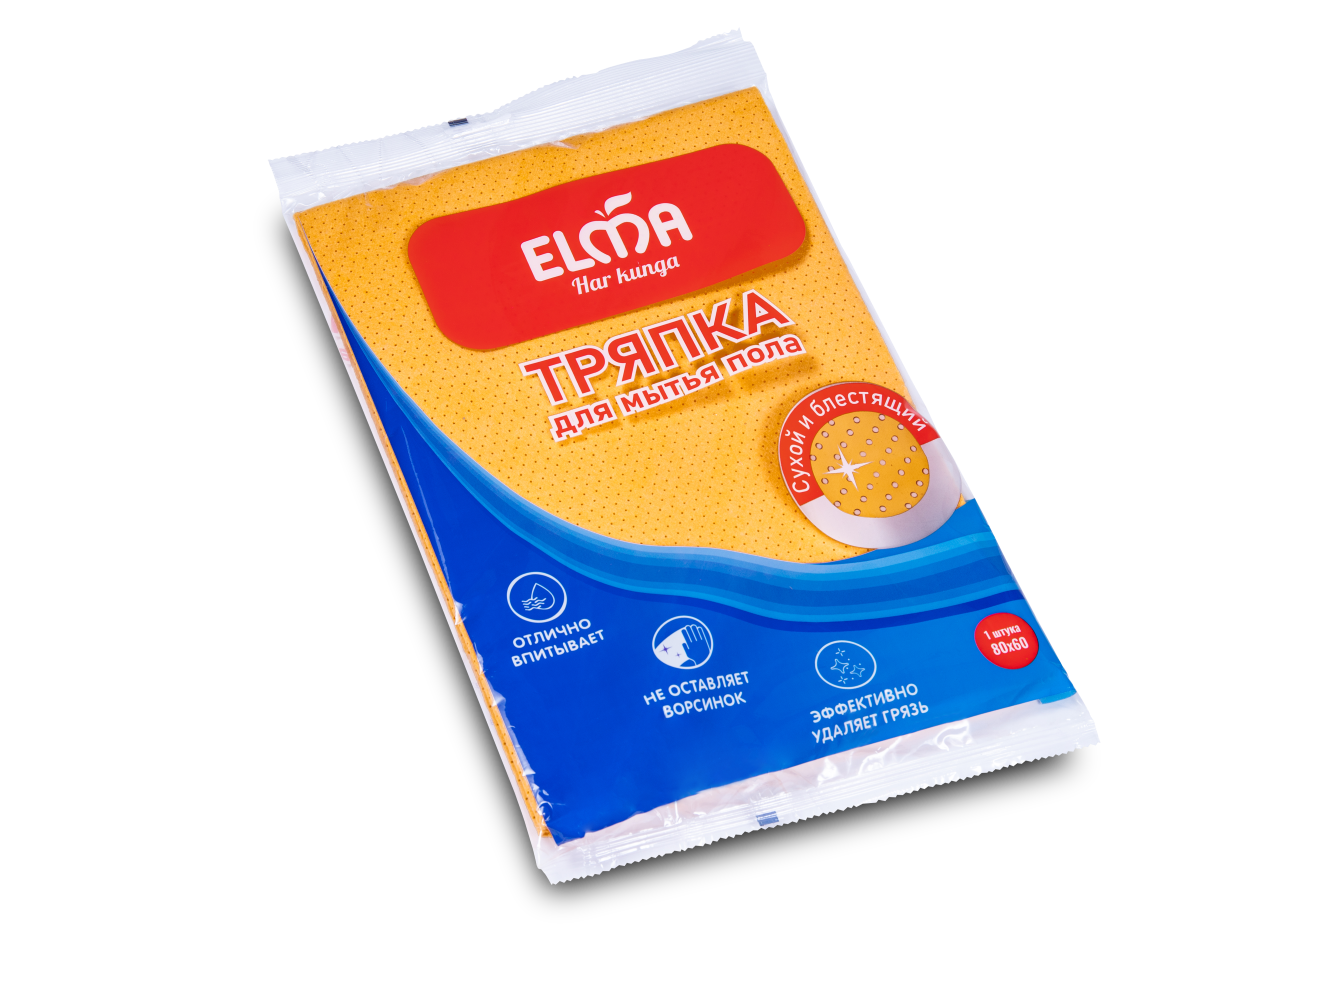 ELMA
Har kunga
ТРЯПКА
для мытья пола
Сухой и блестящий
ОТЛИЧНО
ВПИТЫВАЕТ
НЕ ОСТАВЛЯЕТ
ВОРСИНОК
ЭФФЕКТИВНО
УДАЛЯЕТ ГРЯЗЬ
1 штука
80х60